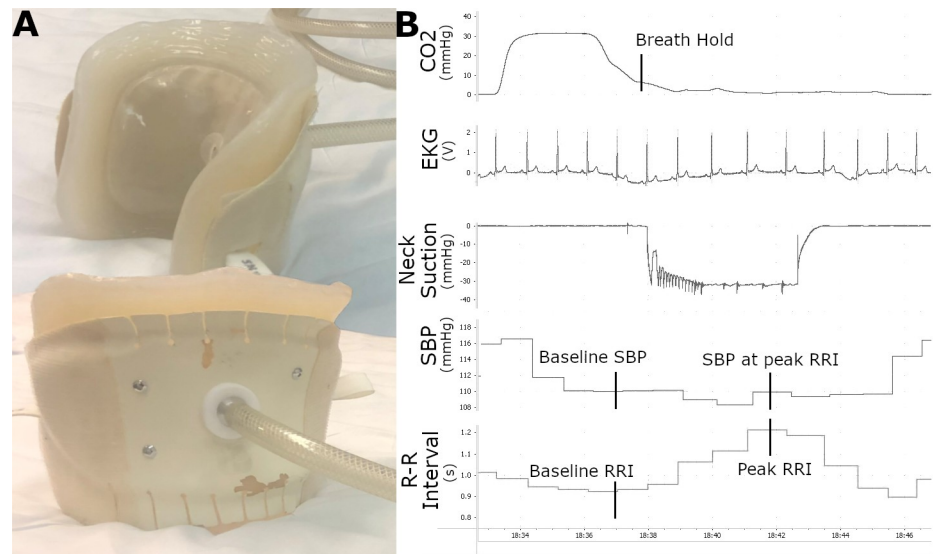 A
B
CO2
(mmHg)
40
30
20
10
0
Breath Hold
EKG
(V)
2
1
0
Neck
Suction
(mmHg)
0
-10
-20
-30
-40
SBP
(mmHg)
118
116
114
112
110
108
Baseline SBP
SBP at peak RRI
R-R
Interval
(s)
1.2
1.1
1.0
0.9
0.8
Baseline RRI
Peak RRI
18:34
18:36
18:38
18:40
18:42
18:44
18:46